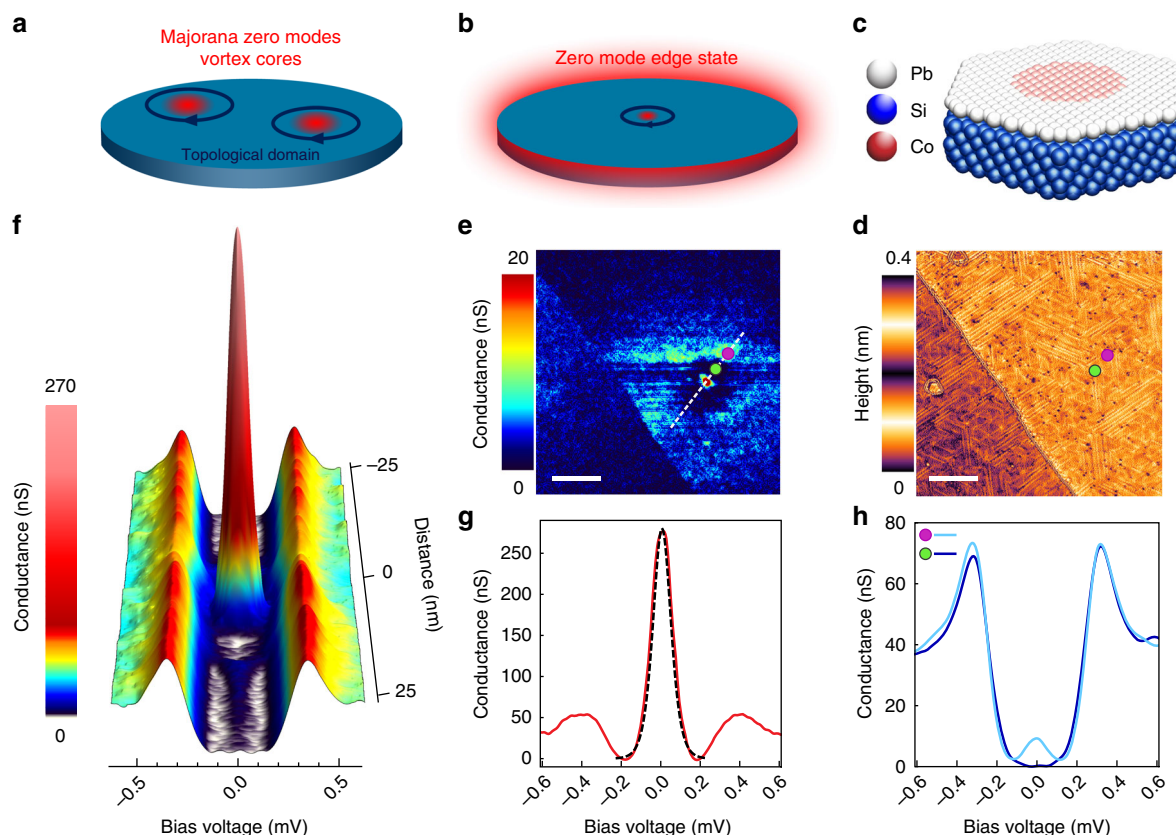 a
Majorana zero modes
vortex cores
Topological domain
b
Zero mode edge state
c
Pb
Si
Co
f
270
Conductance (nS)
0
−25
0
25
Distance (nm)
−0.5
0.0
0.5
Bias voltage (mV)
e
20
Conductance (nS)
0
d
0.4
Height (nm)
0
g
250
200
150
100
50
0
Conductance (nS)
−0.6
−0.4
−0.2
0.0
0.2
0.4
0.6
Bias voltage (mV)
h
80
60
40
20
0
Conductance (nS)
−0.6
−0.4
−0.2
0.0
0.2
0.4
0.6
Bias voltage (mV)